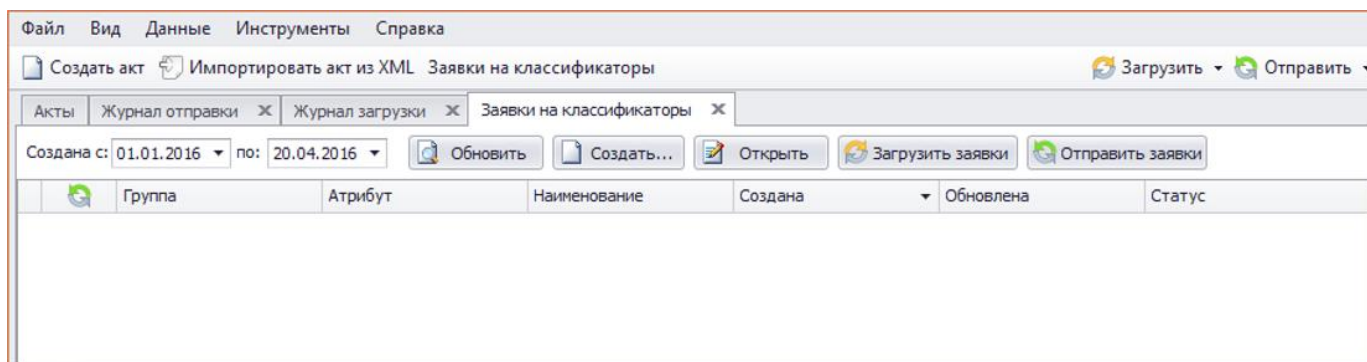 Файл Вид Данные Инструменты Справка
Создать акт Импортировать акт из XML Заявки на классификаторы Загрузить Отправить
Акты Журнал отправки Журнал загрузки Заявки на классификаторы
Создана с: 01.01.2016 по: 20.04.2016 Обновить Создать... Открыть Загрузить заявки Отправить заявки
Группа Атрибут Наименование Создана Обновлена Статус